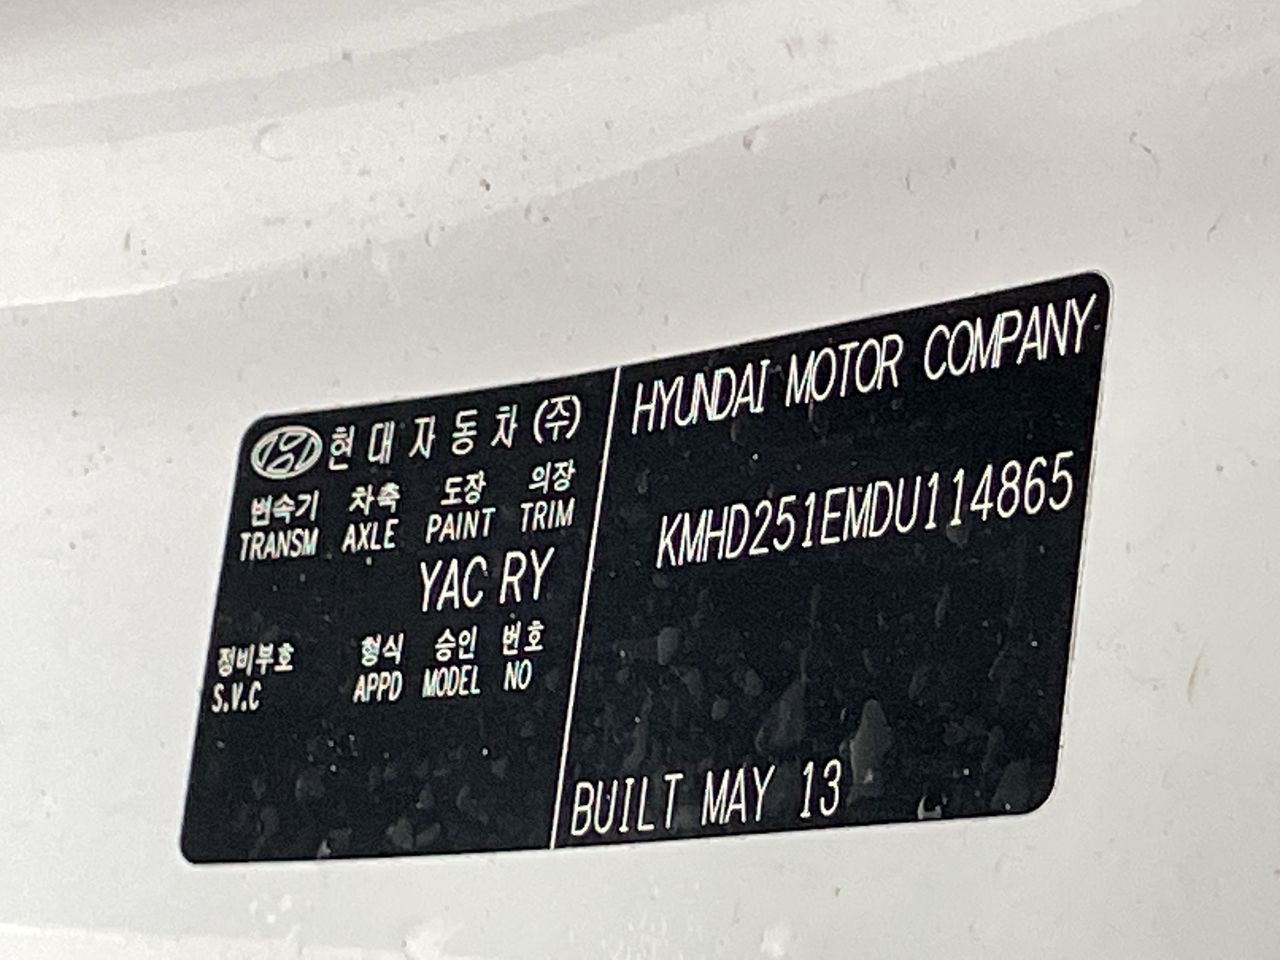 현대자동차(주)
변속기 차축 도장 의장
TRANSM AXLE PAINT TRIM
YAC RY
정비부호 형식 승인 번호
S.V.C APPD MODEL NO
HYUNDAI MOTOR COMPANY
KMHD251EMDU114865
BUILT MAY 13